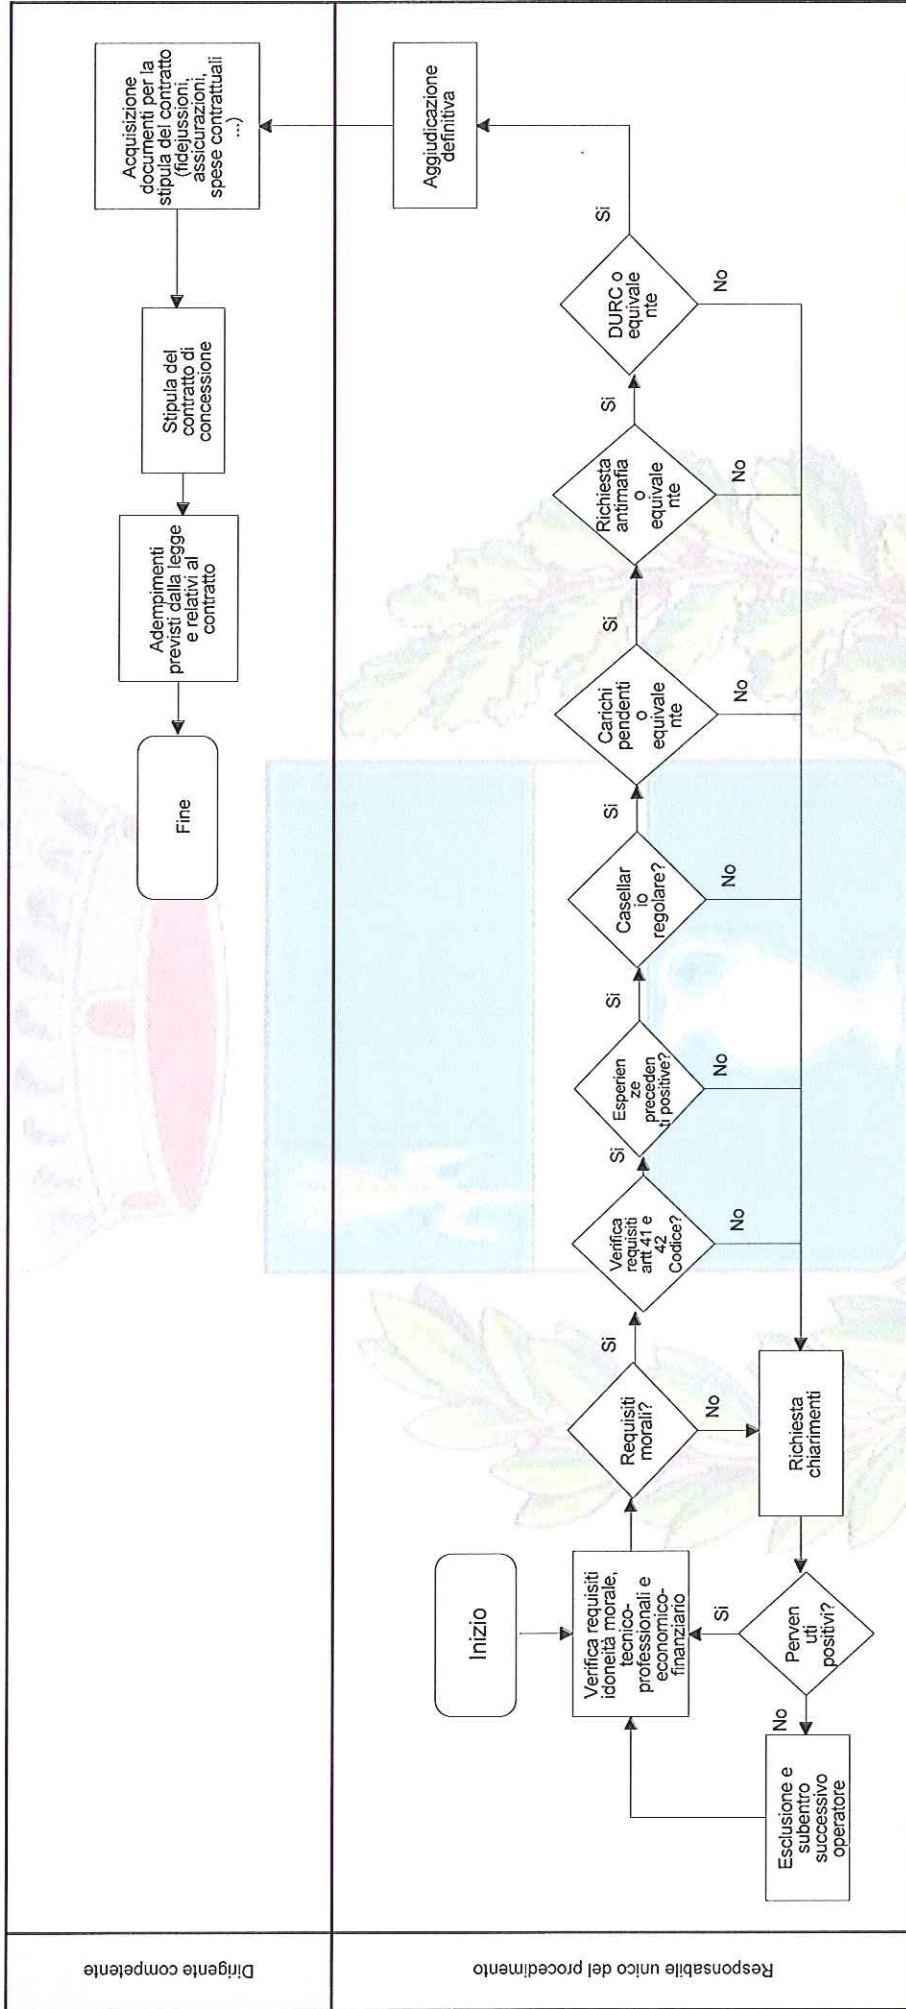 Dirigente competente
Acquisizione
documenti per la
stipula del contratto
(fidejussioni,
assicurazioni,
spese contrattuali
...)
Stipula del
contratto di
concessione
Adempimenti
previsti dalla legge
e relativi al
contratto
Fine
Responsabile unico del procedimento
Inizio
Verifica requisiti
idoneità morale,
tecnico-
professionali e
economico-
finanziario
Requisiti
morali?
Si
No
Verifica
requisiti
artt 41 e
42
Codice?
Si
No
Esperien
ze
preceden
ti positive?
Si
No
Casellar
io
regolare?
Si
No
Carichi
pendenti
o
equivale
nte
Si
No
Richiesta
antimafia
o
equivale
nte
Si
No
DURC o
equivale
nte
Si
No
Aggiudicazione
definitiva
Richiesta
chiarimenti
Perven
uti
positivi?
Si
No
Esclusione e
subentro
successivo
operatore